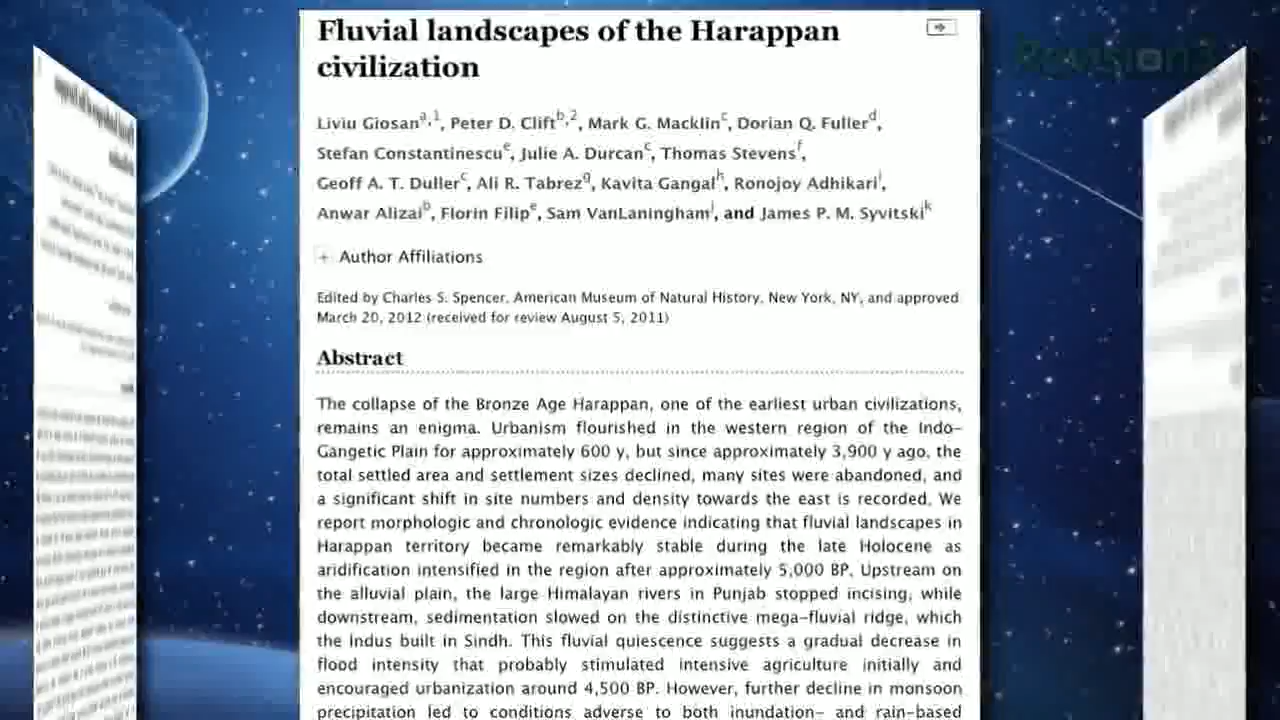 Fluvial landscapes of the Harappan
civilization
Revision3
Liviu Giosan a,1, Peter D. Clift b,2, Mark G. Macklin c, Dorian Q. Fuller d,
Stefan Constantinescu e, Julie A. Durcan c, Thomas Stevens f,
Geoff A. T. Duller c, Ali R. Tabrez g, Kavita Gangal h, Ronojoy Adhikari i,
Anwar Alizai b, Florin Filip e, Sam VanLaningham j, and James P. M. Syvitski k
+ Author Affiliations
Edited by Charles S. Spencer, American Museum of Natural History, New York, NY, and approved
March 20, 2012 (received for review August 5, 2011)
Abstract
The collapse of the Bronze Age Harappan, one of the earliest urban civilizations,
remains an enigma. Urbanism flourished in the western region of the Indo-
Gangetic Plain for approximately 600 y, but since approximately 3,900 y ago, the
total settled area and settlement sizes declined, many sites were abandoned, and
a significant shift in site numbers and density towards the east is recorded. We
report morphologic and chronologic evidence indicating that fluvial landscapes in
Harappan territory became remarkably stable during the late Holocene as
aridification intensified in the region after approximately 5,000 BP. Upstream on
the alluvial plain, the large Himalayan rivers in Punjab stopped incising, while
downstream, sedimentation slowed on the distinctive mega-fluvial ridge, which
the Indus built in Sindh. This fluvial quiescence suggests a gradual decrease in
flood intensity that probably stimulated intensive agriculture initially and
encouraged urbanization around 4,500 BP. However, further decline in monsoon
precipitation led to conditions adverse to both inundation- and rain-based